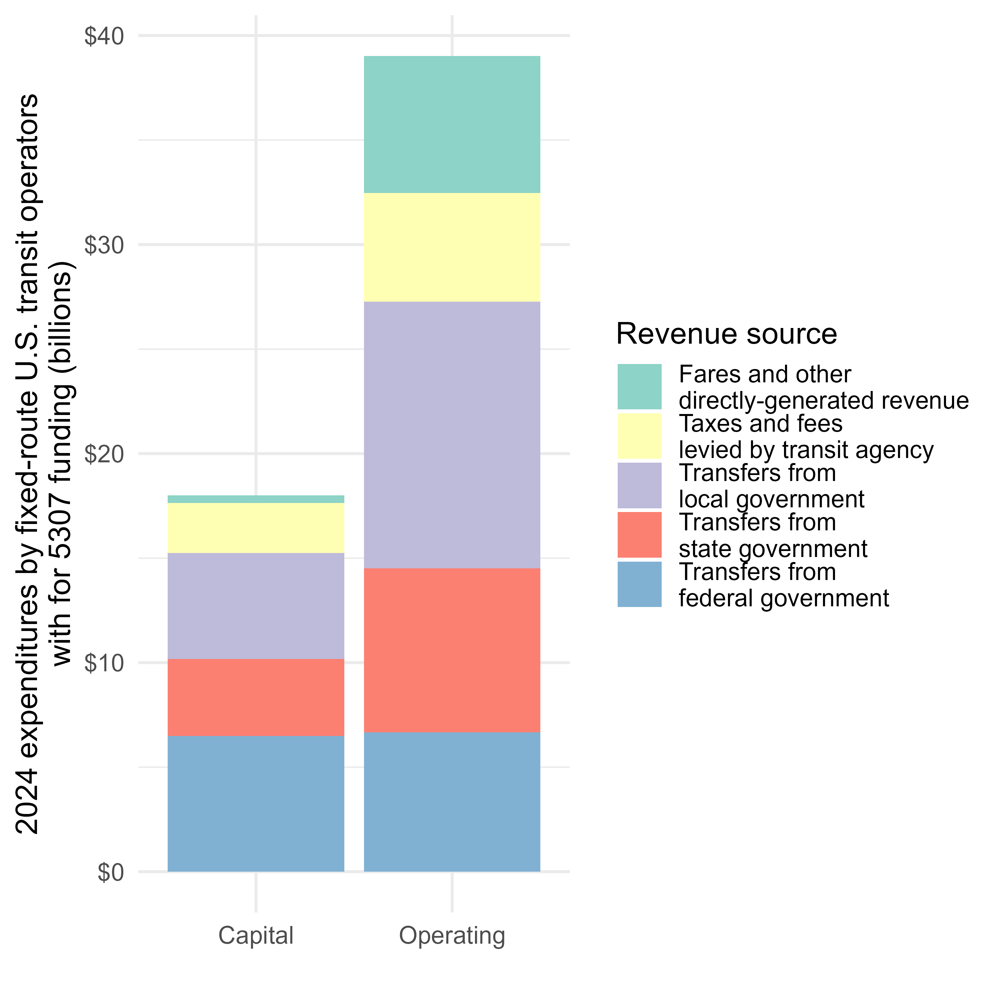 2024 expenditures by fixed-route U.S. transit operators
with for 5307 funding (billions)
$40
$30
$20
$10
$0
Capital
Operating
Revenue source
Fares and other
directly-generated revenue
Taxes and fees
levied by transit agency
Transfers from
local government
Transfers from
state government
Transfers from
federal government